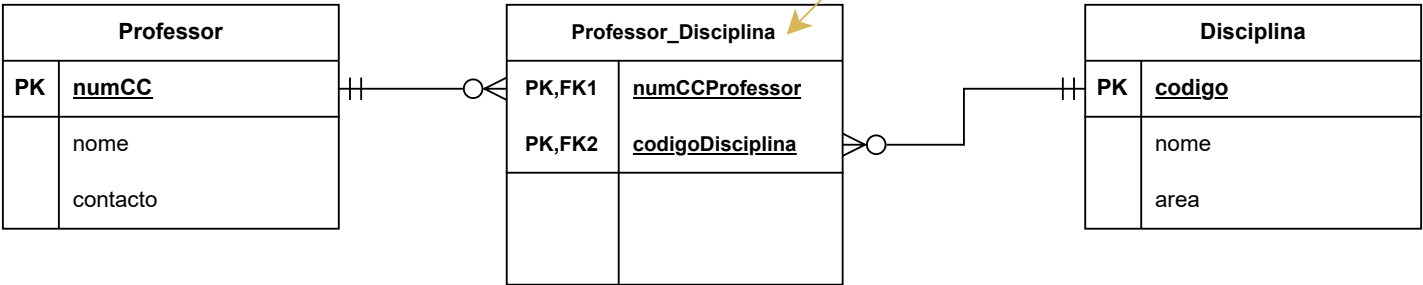 Professor
PK numCC
nome
contacto
Professor_Disciplina
PK,FK1 numCCProfessor
PK,FK2 codigoDisciplina
Disciplina
PK codigo
nome
area